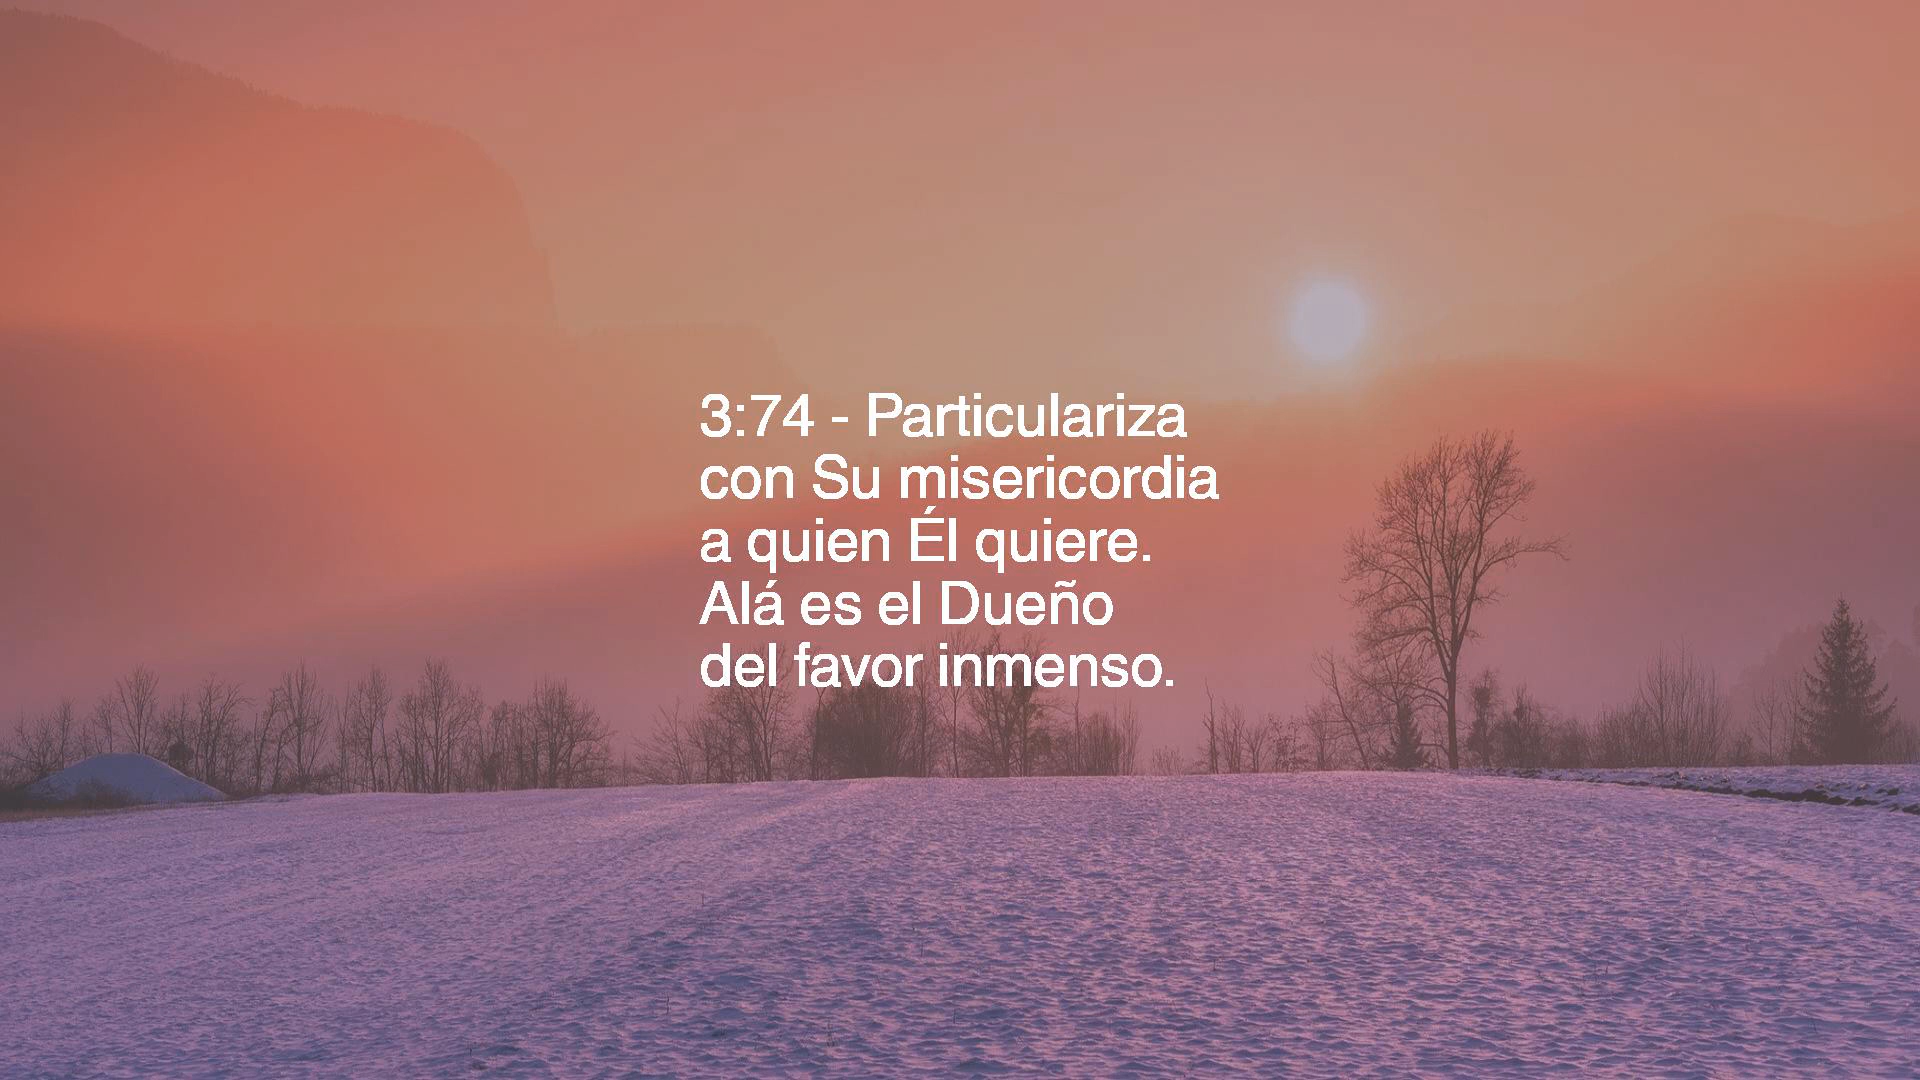 3:74 - Particulariza
con Su misericordia
a quien Él quiere.
Alá es el Dueño
del favor inmenso.